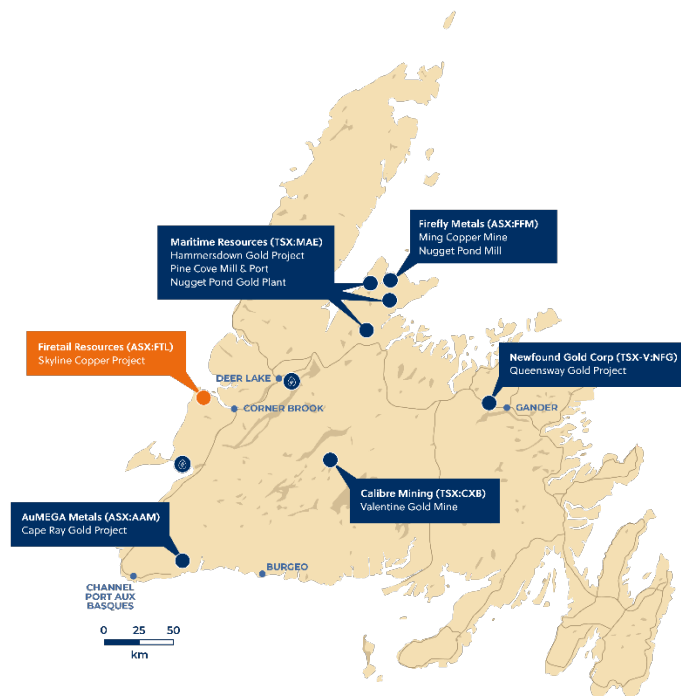 Maritime Resources (TSX:MAE)
Hammersdown Gold Project
Pine Cove Mill & Port
Nugget Pond Gold Plant
Firefly Metals (ASX:FFM)
Ming Copper Mine
Nugget Pond Mill
Firetail Resources (ASX:FTL)
Skyline Copper Project
Newfound Gold Corp (TSX-V:NFG)
Queensway Gold Project
DEER LAKE
CORNER BROOK
GANDER
Calibre Mining (TSX:CXB)
Valentine Gold Mine
AuMEGA Metals (ASX:AAM)
Cape Ray Gold Project
BURGEO
CHANNEL
PORT AUX
BASQUES
0 25 50
km